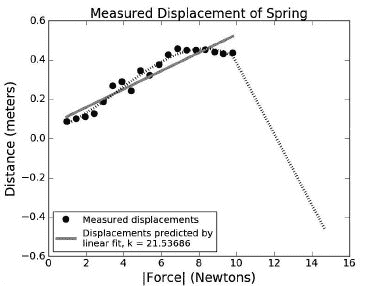 Measured Displacement of Spring
Distance (meters)
0.6
0.4
0.2
0.0
−0.2
−0.4
−0.6
Measured displacements
Displacements predicted by
linear fit, k = 21.53686
0 2 4 6 8 10 12 14 16
|Force| (Newtons)